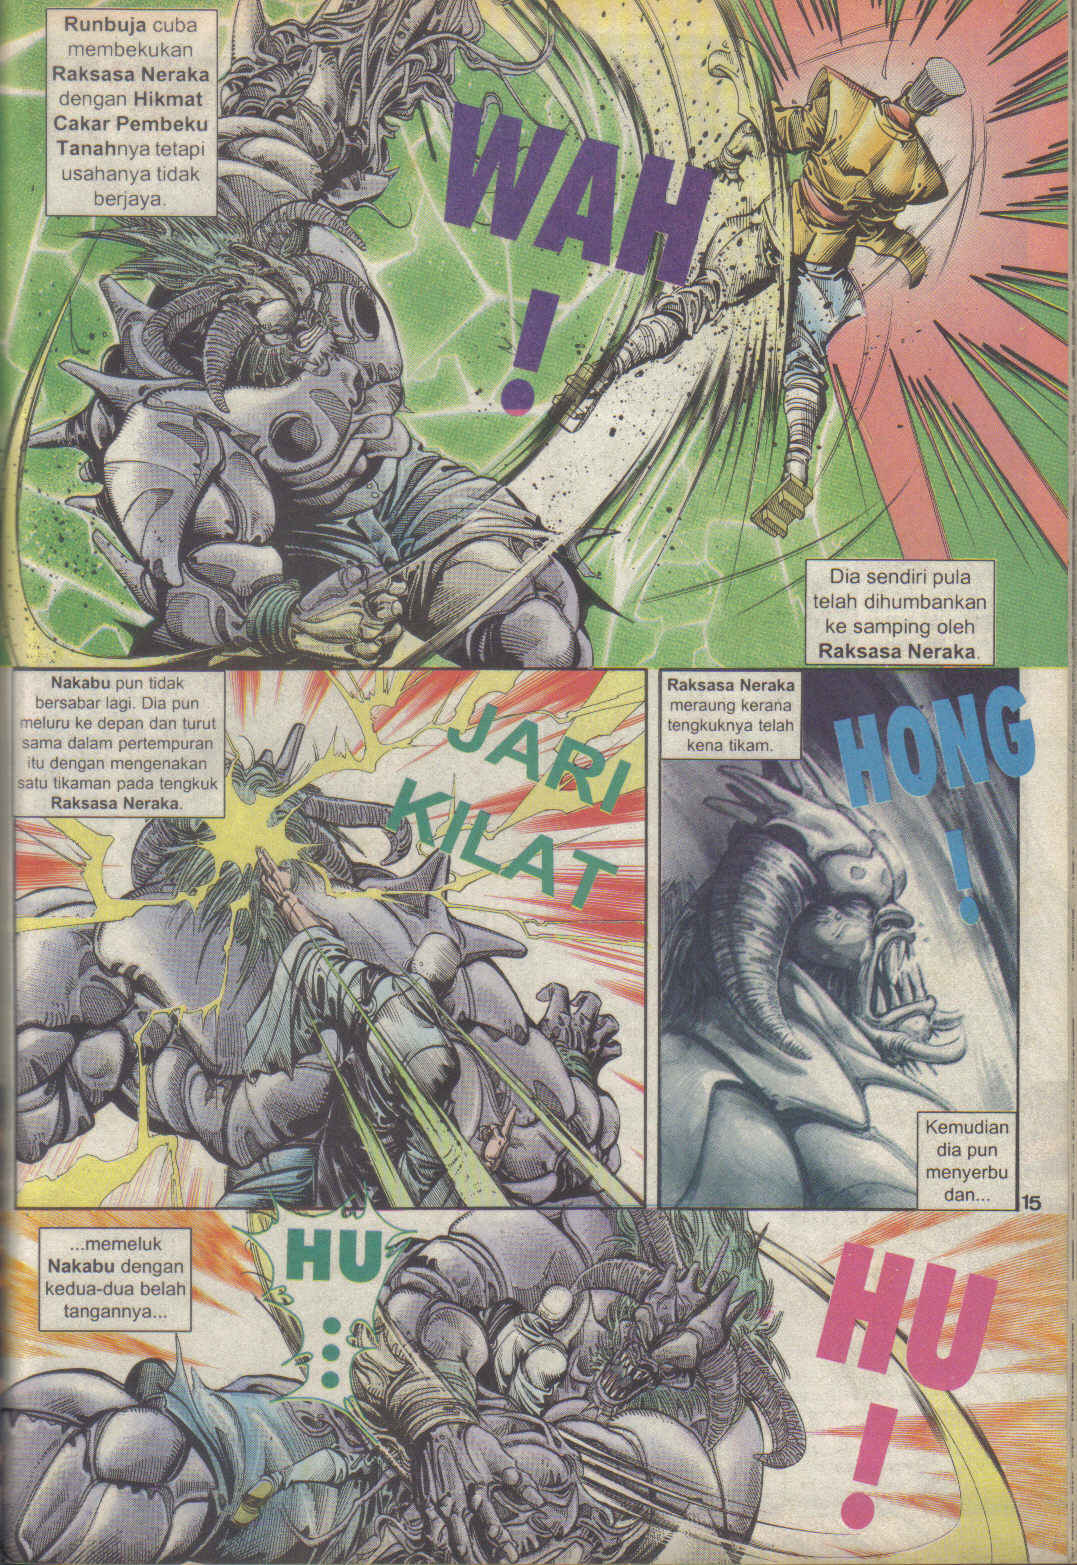 Runbuja cuba
membekukan
Raksasa Neraka
dengan Hikmat
Cakar Pembeku
Tanahnya tetapi
usahanya tidak
berjaya.
WAH
!
Dia sendiri pula
telah dihumbankan
ke samping oleh
Raksasa Neraka.
Nakabu pun tidak
bersabar lagi. Dia pun
meluru ke depan dan turut
sama dalam pertempuran
itu dengan mengenakan
satu tikaman pada tengkuk
Raksasa Neraka.
JARI
KILAT
Raksasa Neraka
meraung kerana
tengkuknya telah
kena tikam.
HONG
!
Kemudian
dia pun
menyerbu
dan...
15
...memeluk
Nakabu dengan
kedua-dua belah
tangannya...
HU
...
HU
!